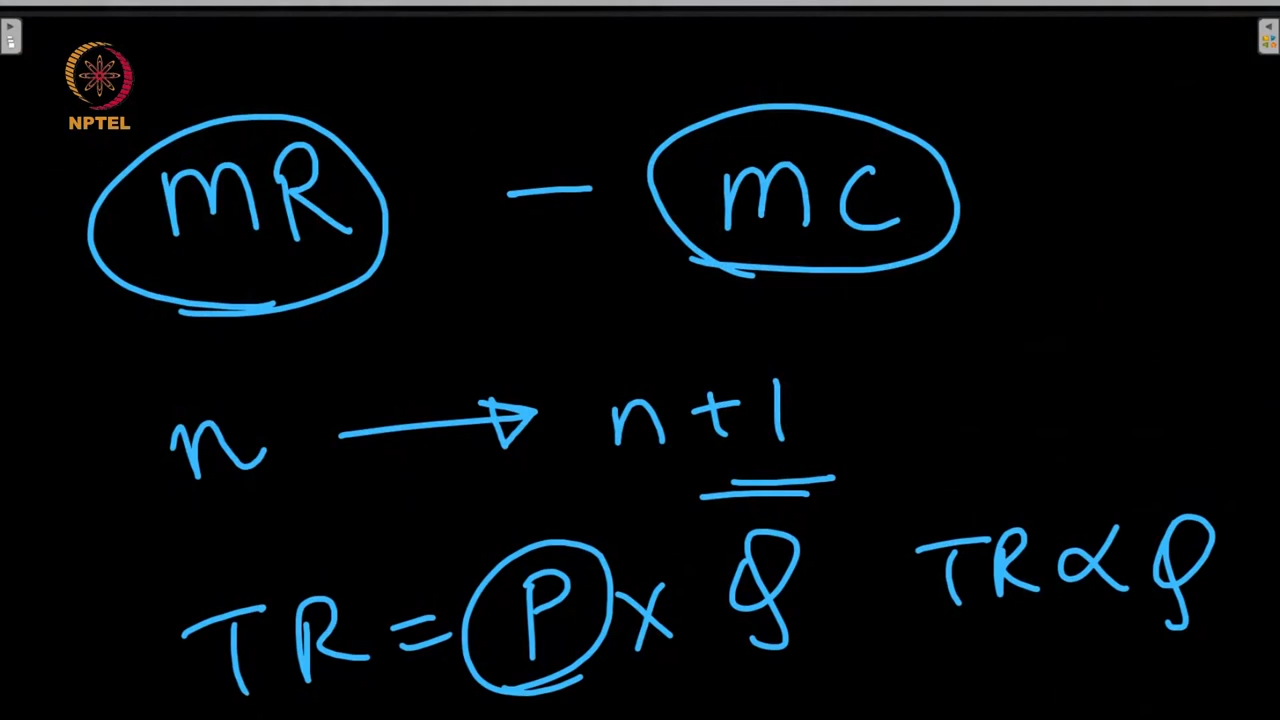 NPTEL
MR - MC
n → n+1
TR = P x Q
TR ∝ Q